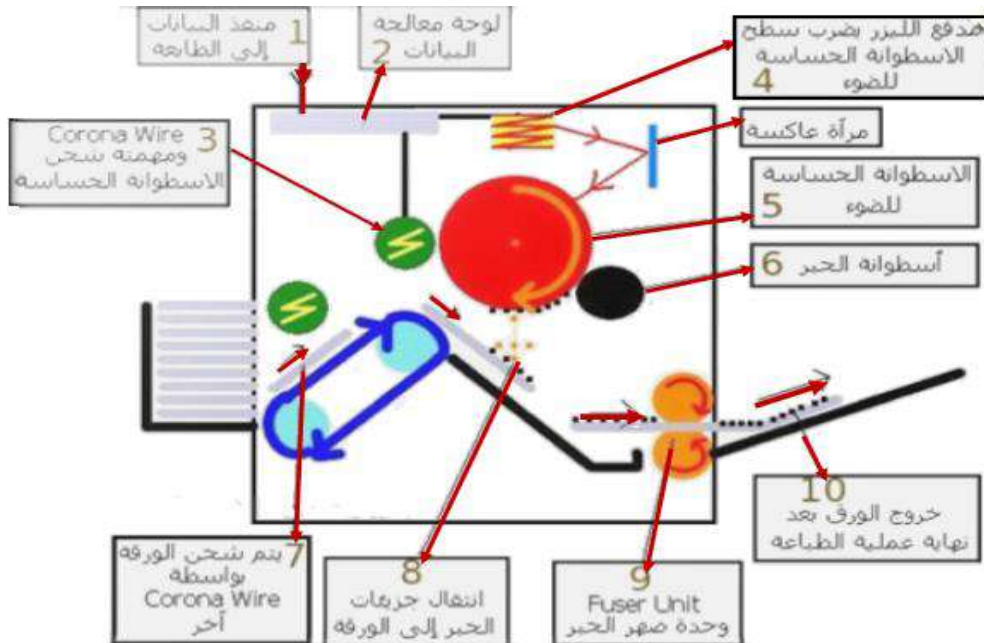 1 منفذ البيانات
إلى الطابعه
لوحة معالجة
2 البيانات
مدفع الليزر يضرب سطح
الاسطوانة الحساسة
4 للضوء
مرآة عاكسة
3 Corona Wire
ومهمته شحن
الاسطوانة الحساسة
الاسطوانة الحساسة
5 للضوء
6 أسطوانة الحبر
7 يتم شحن الورقة
بواسطة
Corona Wire
آخر
8
انتقال جزيئات
الحبر إلى الورقة
9
Fuser Unit
وحدة صهر الحبر
10
خروج الورق بعد
نهاية عملية الطباعة